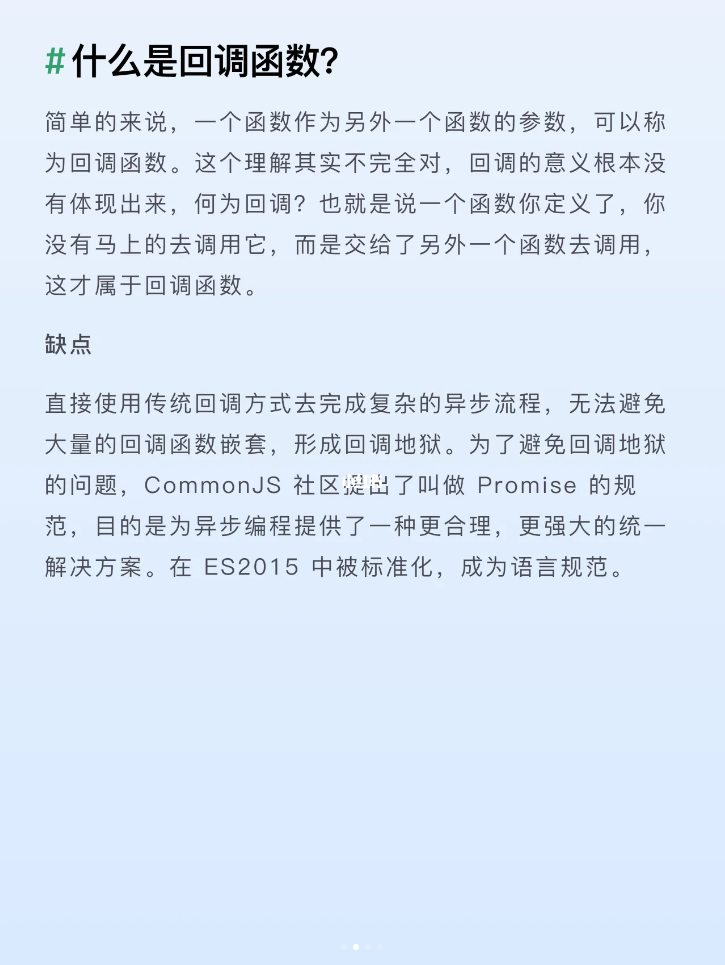 # 什么是回调函数？
简单的来说，一个函数作为另外一个函数的参数，可以称
为回调函数。这个理解其实不完全对，回调的意义根本没
有体现出来，何为回调？也就是说一个函数你定义了，你
没有马上的去调用它，而是交给了另外一个函数去调用，
这才属于回调函数。
缺点
直接使用传统回调方式去完成复杂的异步流程，无法避免
大量的回调函数嵌套，形成回调地狱。为了避免回调地狱
的问题，CommonJS 社区提出了叫做 Promise 的规
范，目的是为异步编程提供了一种更合理，更强大的统一
解决方案。在 ES2015 中被标准化，成为语言规范。